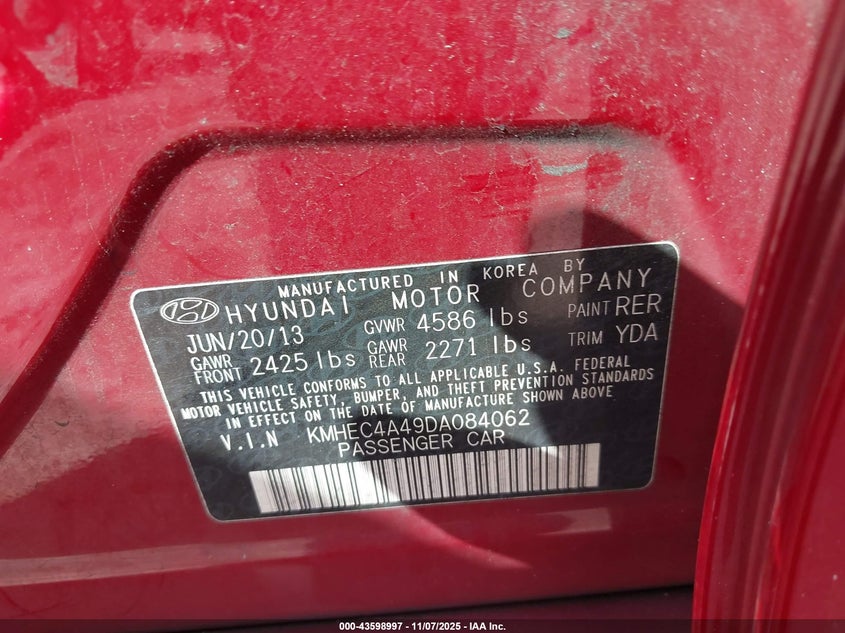 MANUFACTURED IN KOREA BY
HYUNDAI MOTOR COMPANY
JUN/20/13 GVWR 4586 lbs PAINT RER
GAWR FRONT 2425 lbs GAWR REAR 2271 lbs TRIM YDA
THIS VEHICLE CONFORMS TO ALL APPLICABLE U.S.A. FEDERAL
MOTOR VEHICLE SAFETY, BUMPER, AND THEFT PREVENTION STANDARDS
IN EFFECT ON THE DATE OF MANUFACTURE SHOWN ABOVE.
V.I.N KMHEC4A49DA084062
PASSENGER CAR
000-43598997 - 11/07/2025 - IAA Inc.